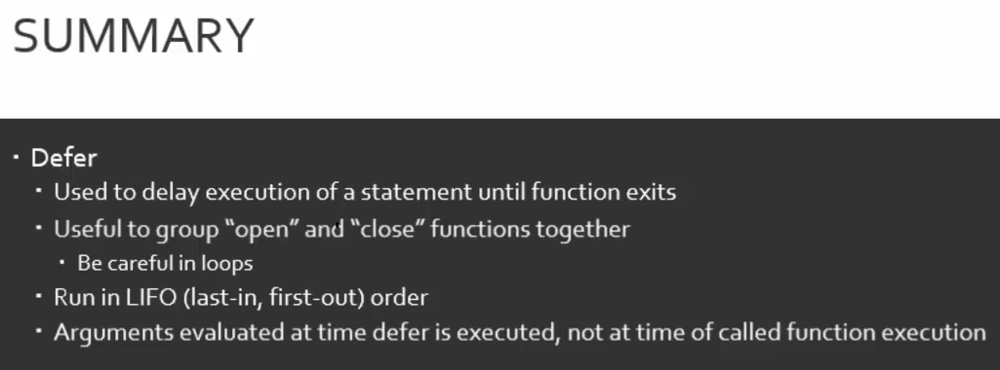 SUMMARY
▪ Defer
▪ Used to delay execution of a statement until function exits
▪ Useful to group “open” and “close” functions together
▪ Be careful in loops
▪ Run in LIFO (last-in, first-out) order
▪ Arguments evaluated at time defer is executed, not at time of called function execution